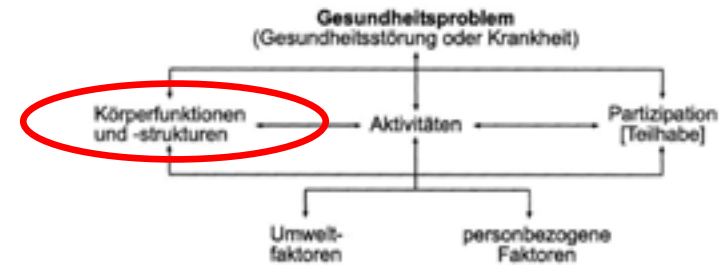 Gesundheitsproblem
(Gesundheitsstörung oder Krankheit)
Körperfunktionen
und -strukturen
Aktivitäten
Partizipation
[Teilhabe]
Umwelt-
faktoren
personbezogene
Faktoren